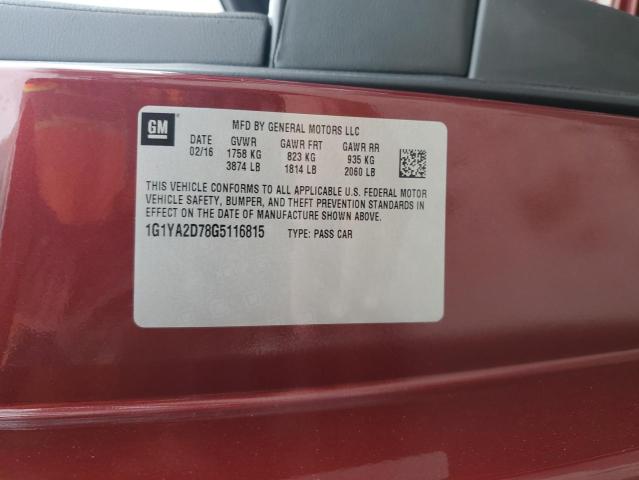 GM MFD BY GENERAL MOTORS LLC
DATE GVWR GAWR FRT GAWR RR
02/16 1758 KG 823 KG 935 KG
3874 LB 1814 LB 2060 LB
THIS VEHICLE CONFORMS TO ALL APPLICABLE U.S. FEDERAL MOTOR
VEHICLE SAFETY, BUMPER, AND THEFT PREVENTION STANDARDS IN
EFFECT ON THE DATE OF MANUFACTURE SHOWN ABOVE.
1G1YA2D78G5116815 TYPE: PASS CAR